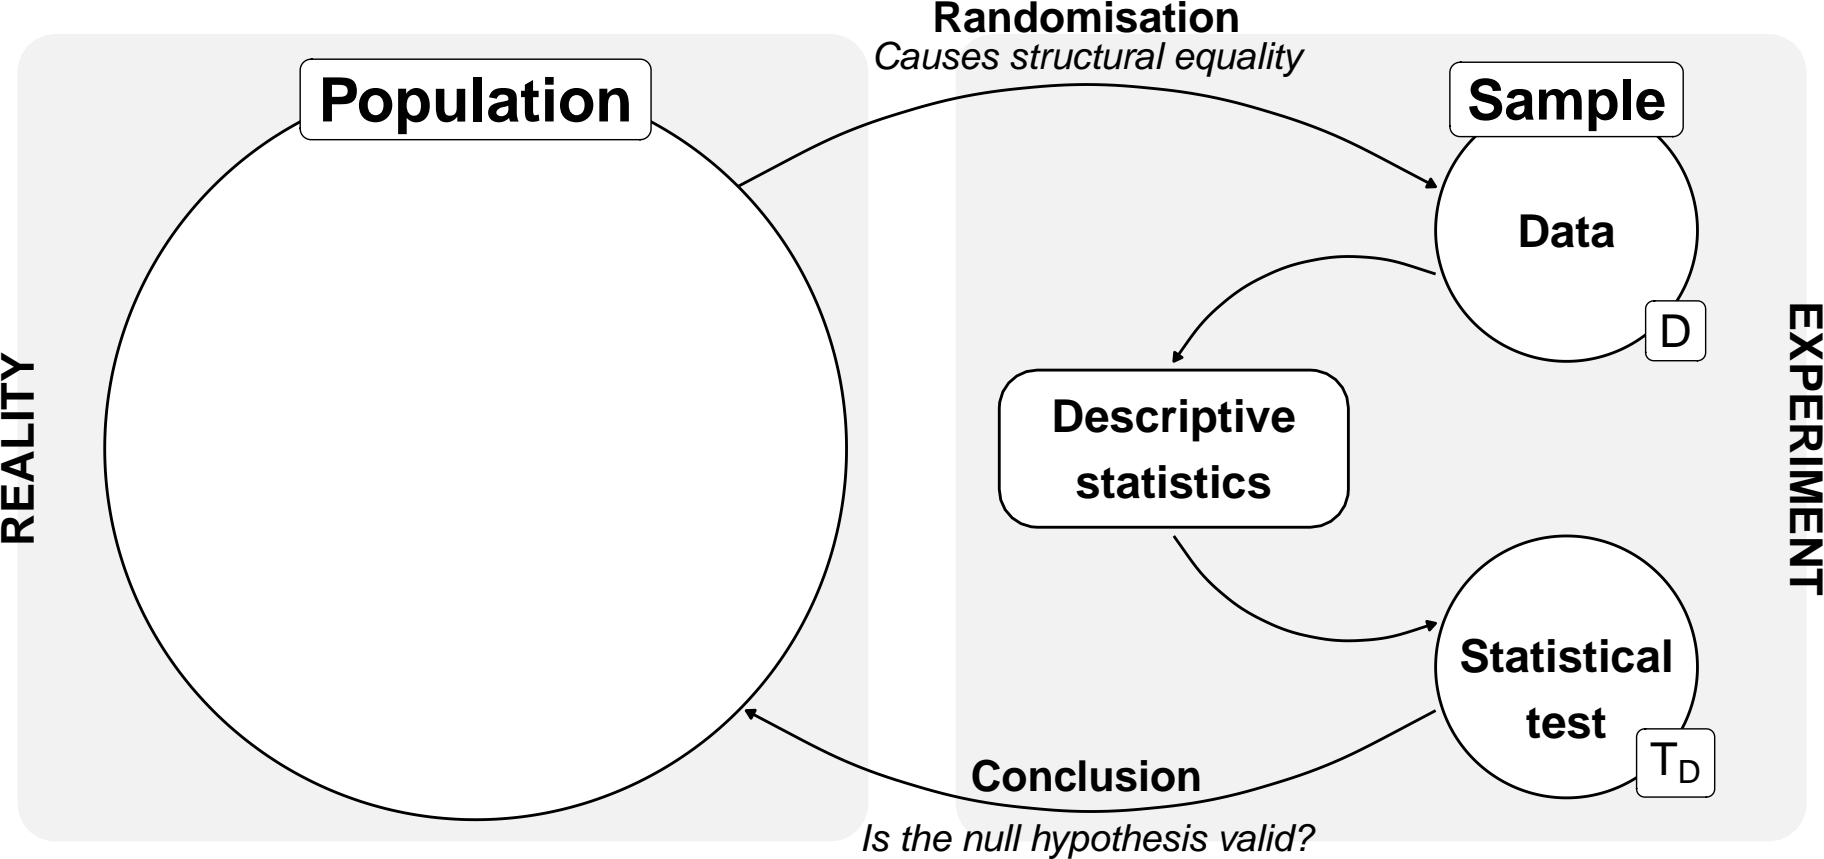 Randomisation
Causes structural equality
Population
Sample
Data
D
REALITY
EXPERIMENT
Descriptive
statistics
Statistical
test
TD
Conclusion
Is the null hypothesis valid?